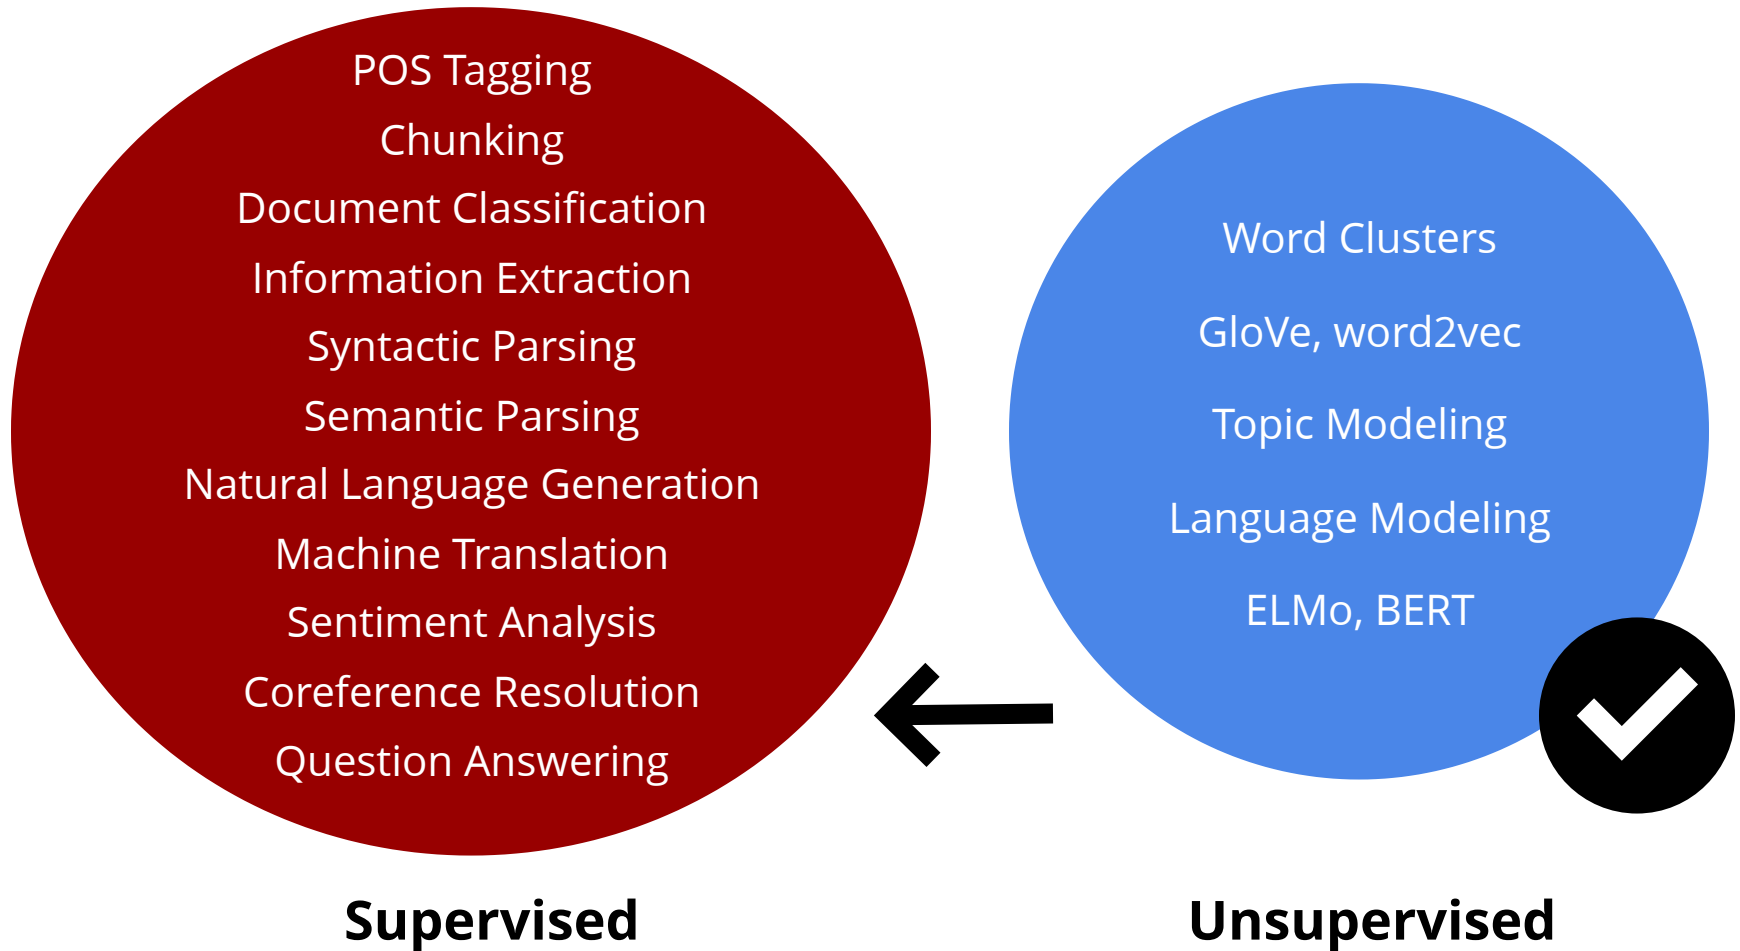 POS Tagging
Chunking
Document Classification
Information Extraction
Syntactic Parsing
Semantic Parsing
Natural Language Generation
Machine Translation
Sentiment Analysis
Coreference Resolution
Question Answering
Supervised
Word Clusters
GloVe, word2vec
Topic Modeling
Language Modeling
ELMo, BERT
Unsupervised